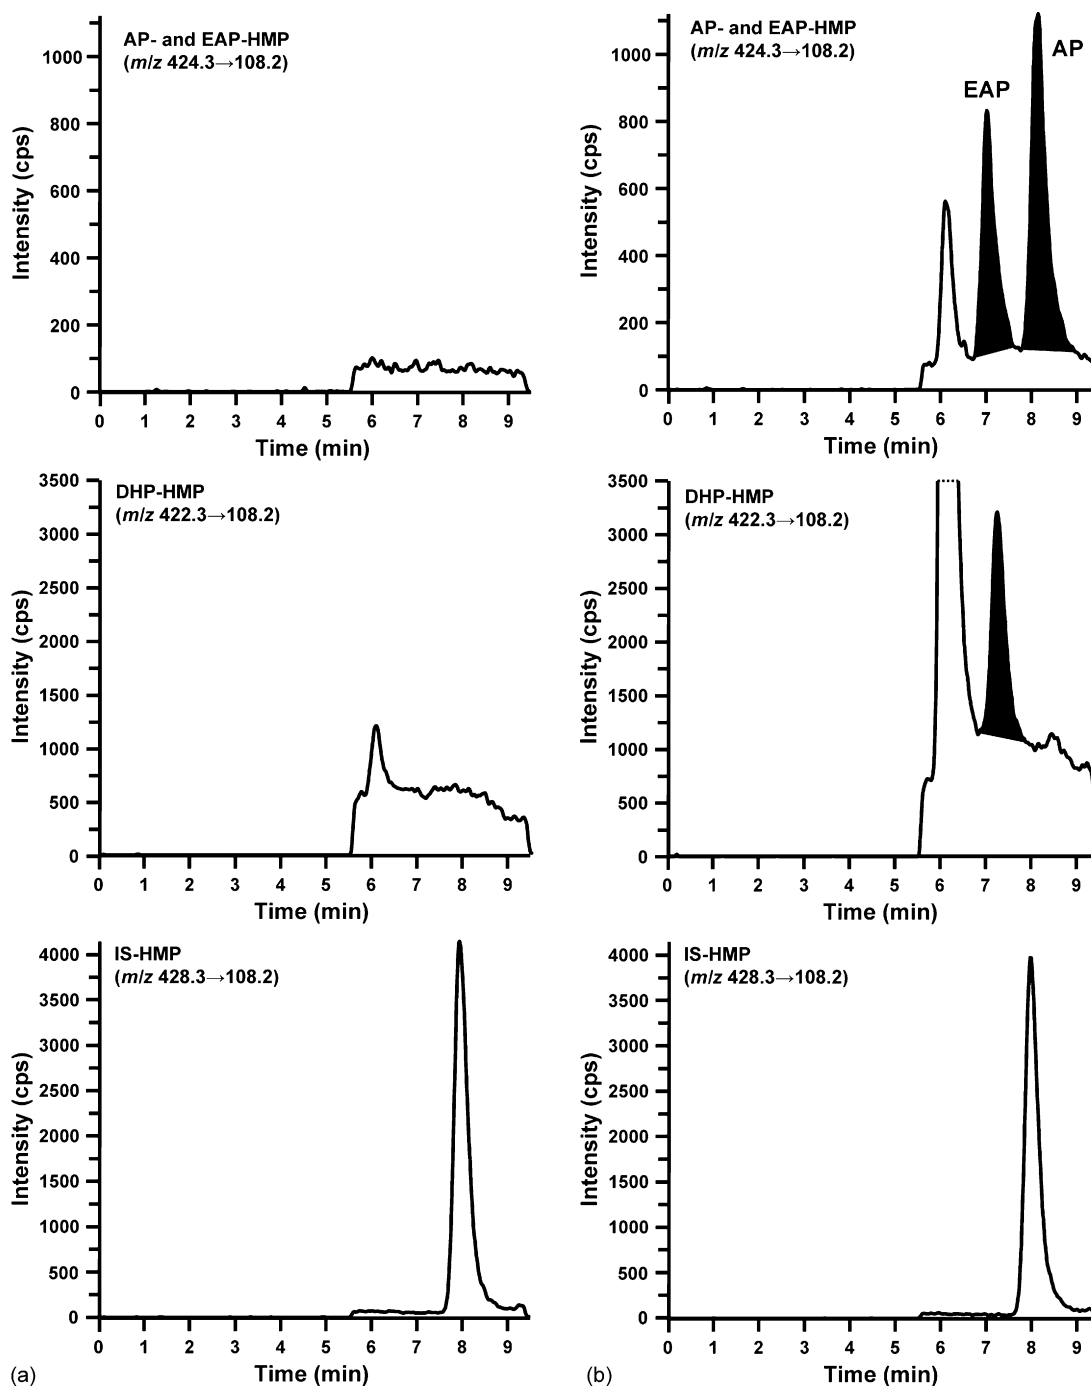 AP- and EAP-HMP
(m/z 424.3→108.2)
1000
800
600
400
200
0
Intensity (cps)
0 1 2 3 4 5 6 7 8 9
Time (min)
AP- and EAP-HMP
(m/z 424.3→108.2)
EAP
AP
1000
800
600
400
200
0
Intensity (cps)
0 1 2 3 4 5 6 7 8 9
Time (min)
DHP-HMP
(m/z 422.3→108.2)
3500
3000
2500
2000
1500
1000
500
0
Intensity (cps)
0 1 2 3 4 5 6 7 8 9
Time (min)
DHP-HMP
(m/z 422.3→108.2)
3500
3000
2500
2000
1500
1000
500
0
Intensity (cps)
0 1 2 3 4 5 6 7 8 9
Time (min)
IS-HMP
(m/z 428.3→108.2)
4000
3500
3000
2500
2000
1500
1000
500
0
Intensity (cps)
0 1 2 3 4 5 6 7 8 9
Time (min)
(a)
IS-HMP
(m/z 428.3→108.2)
4000
3500
3000
2500
2000
1500
1000
500
0
Intensity (cps)
0 1 2 3 4 5 6 7 8 9
Time (min)
(b)